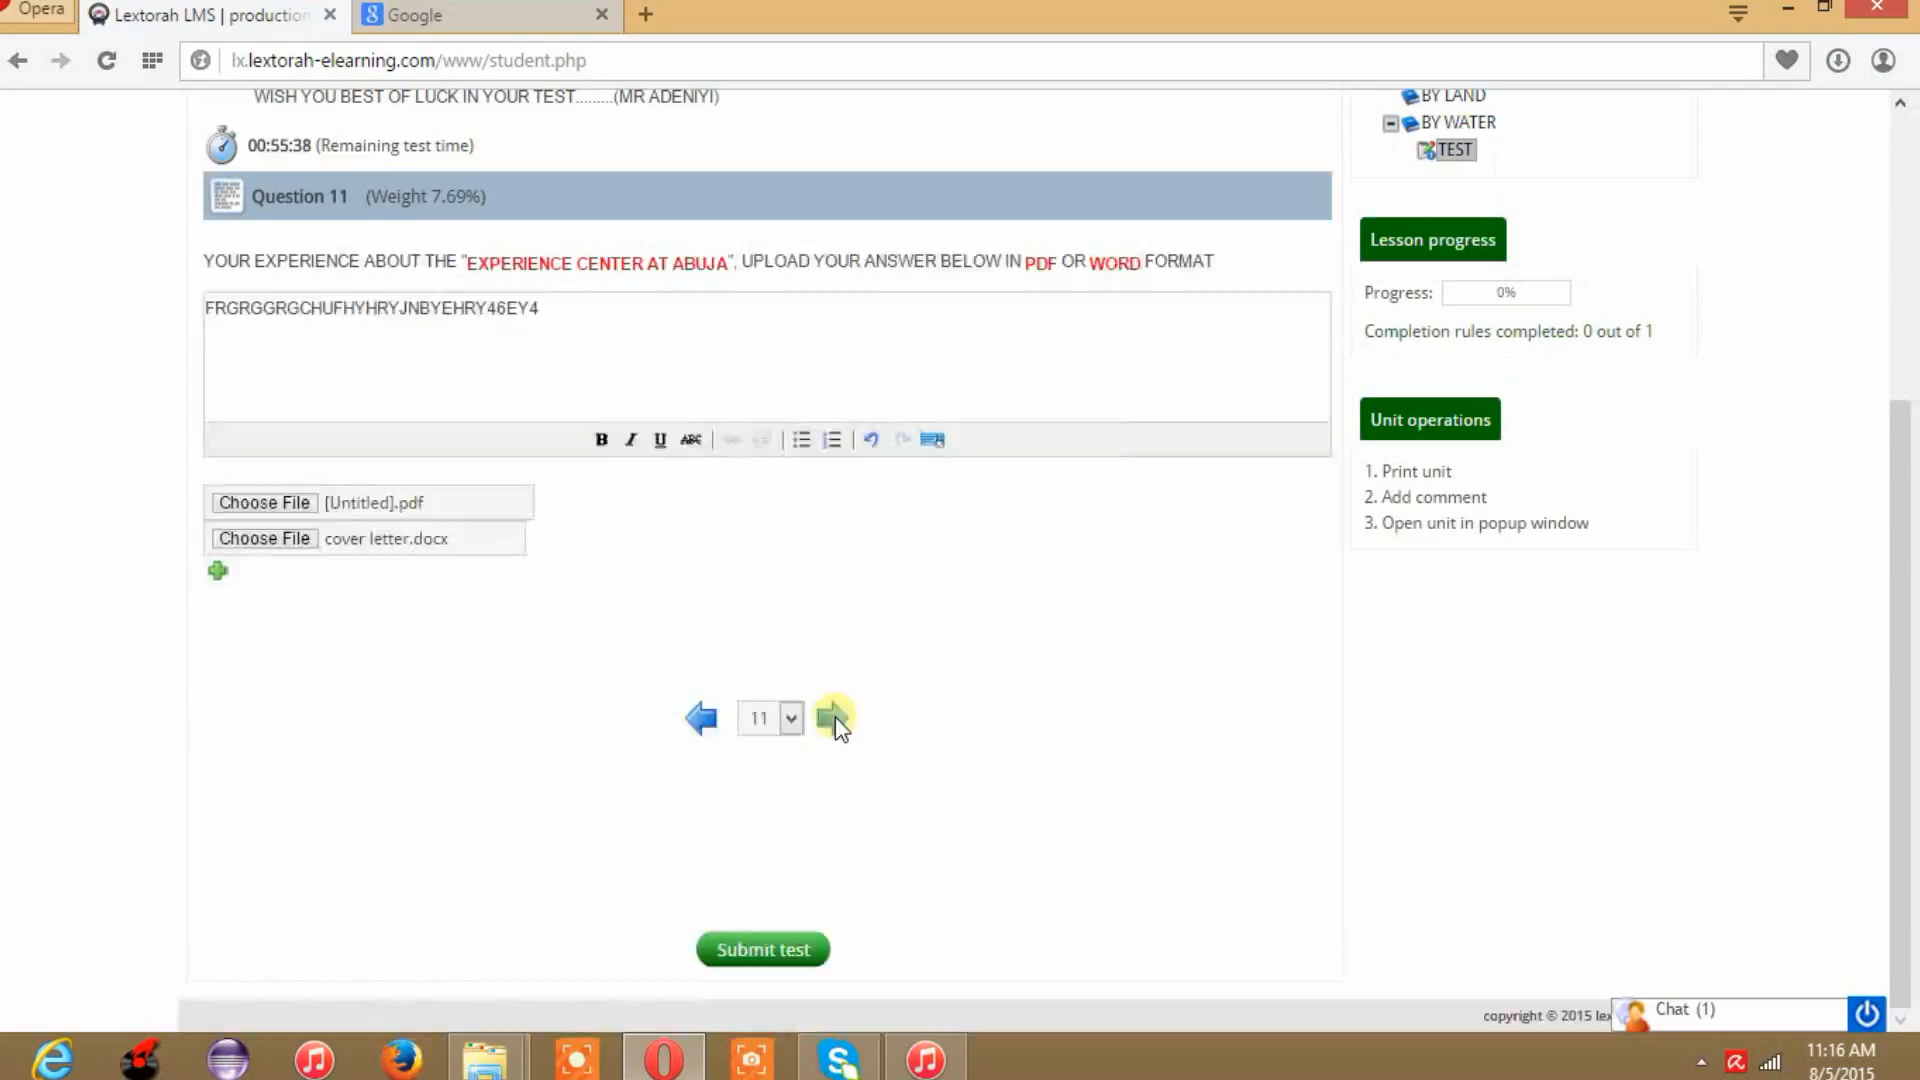 Opera
Lextorah LMS | production
Google
lx.lextorah-elearning.com/www/student.php
WISH YOU BEST OF LUCK IN YOUR TEST.........(MR ADENIYI)
00:55:38 (Remaining test time)
Question 11 (Weight 7.69%)
YOUR EXPERIENCE ABOUT THE "EXPERIENCE CENTER AT ABUJA", UPLOAD YOUR ANSWER BELOW IN PDF OR WORD FORMAT
FRGRGGRGCHUFHYHRYJNBYEHRY46EY4
B I U ABC
Choose File [Untitled].pdf
Choose File cover letter.docx
11
Submit test
BY LAND
BY WATER
TEST
Lesson progress
Progress: 0%
Completion rules completed: 0 out of 1
Unit operations
1. Print unit
2. Add comment
3. Open unit in popup window
copyright © 2015 lex
Chat (1)
11:16 AM
8/5/2015